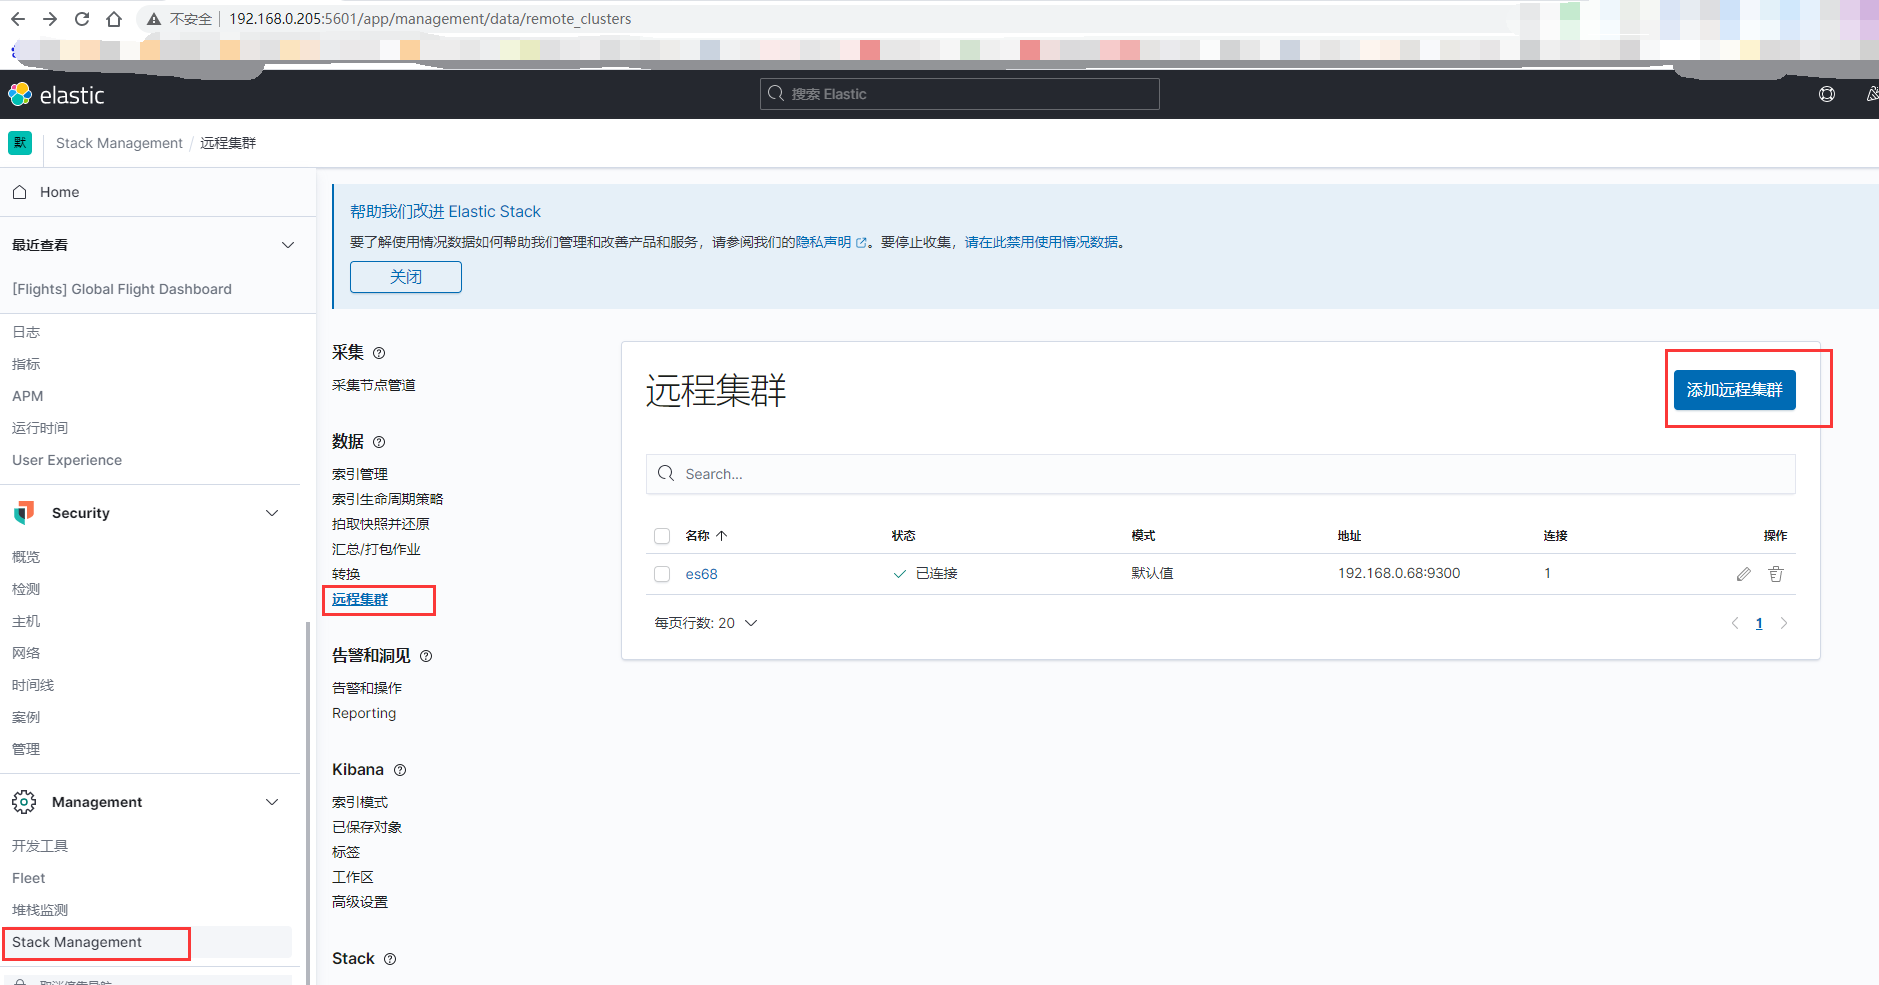 不安全 192.168.0.205:5601/app/management/data/remote_clusters
elastic
搜索 Elastic
默 Stack Management / 远程集群
Home
最近查看
[Flights] Global Flight Dashboard
日志
指标
APM
运行时间
User Experience
Security
概览
检测
主机
网络
时间线
案例
管理
Management
开发工具
Fleet
堆栈监测
Stack Management
帮助我们改进 Elastic Stack
要了解使用情况数据如何帮助我们管理和改善产品和服务，请参阅我们的隐私声明。要停止收集，请在此禁用使用情况数据。
关闭
采集
采集节点管道
数据
索引管理
索引生命周期策略
拍取快照并还原
汇总/打包作业
转换
远程集群
告警和洞见
告警和操作
Reporting
Kibana
索引模式
已保存对象
标签
工作区
高级设置
Stack
远程集群
添加远程集群
Search...
名称 状态 模式 地址 连接 操作
es68 已连接 默认值 192.168.0.68:9300 1
每页行数: 20
1